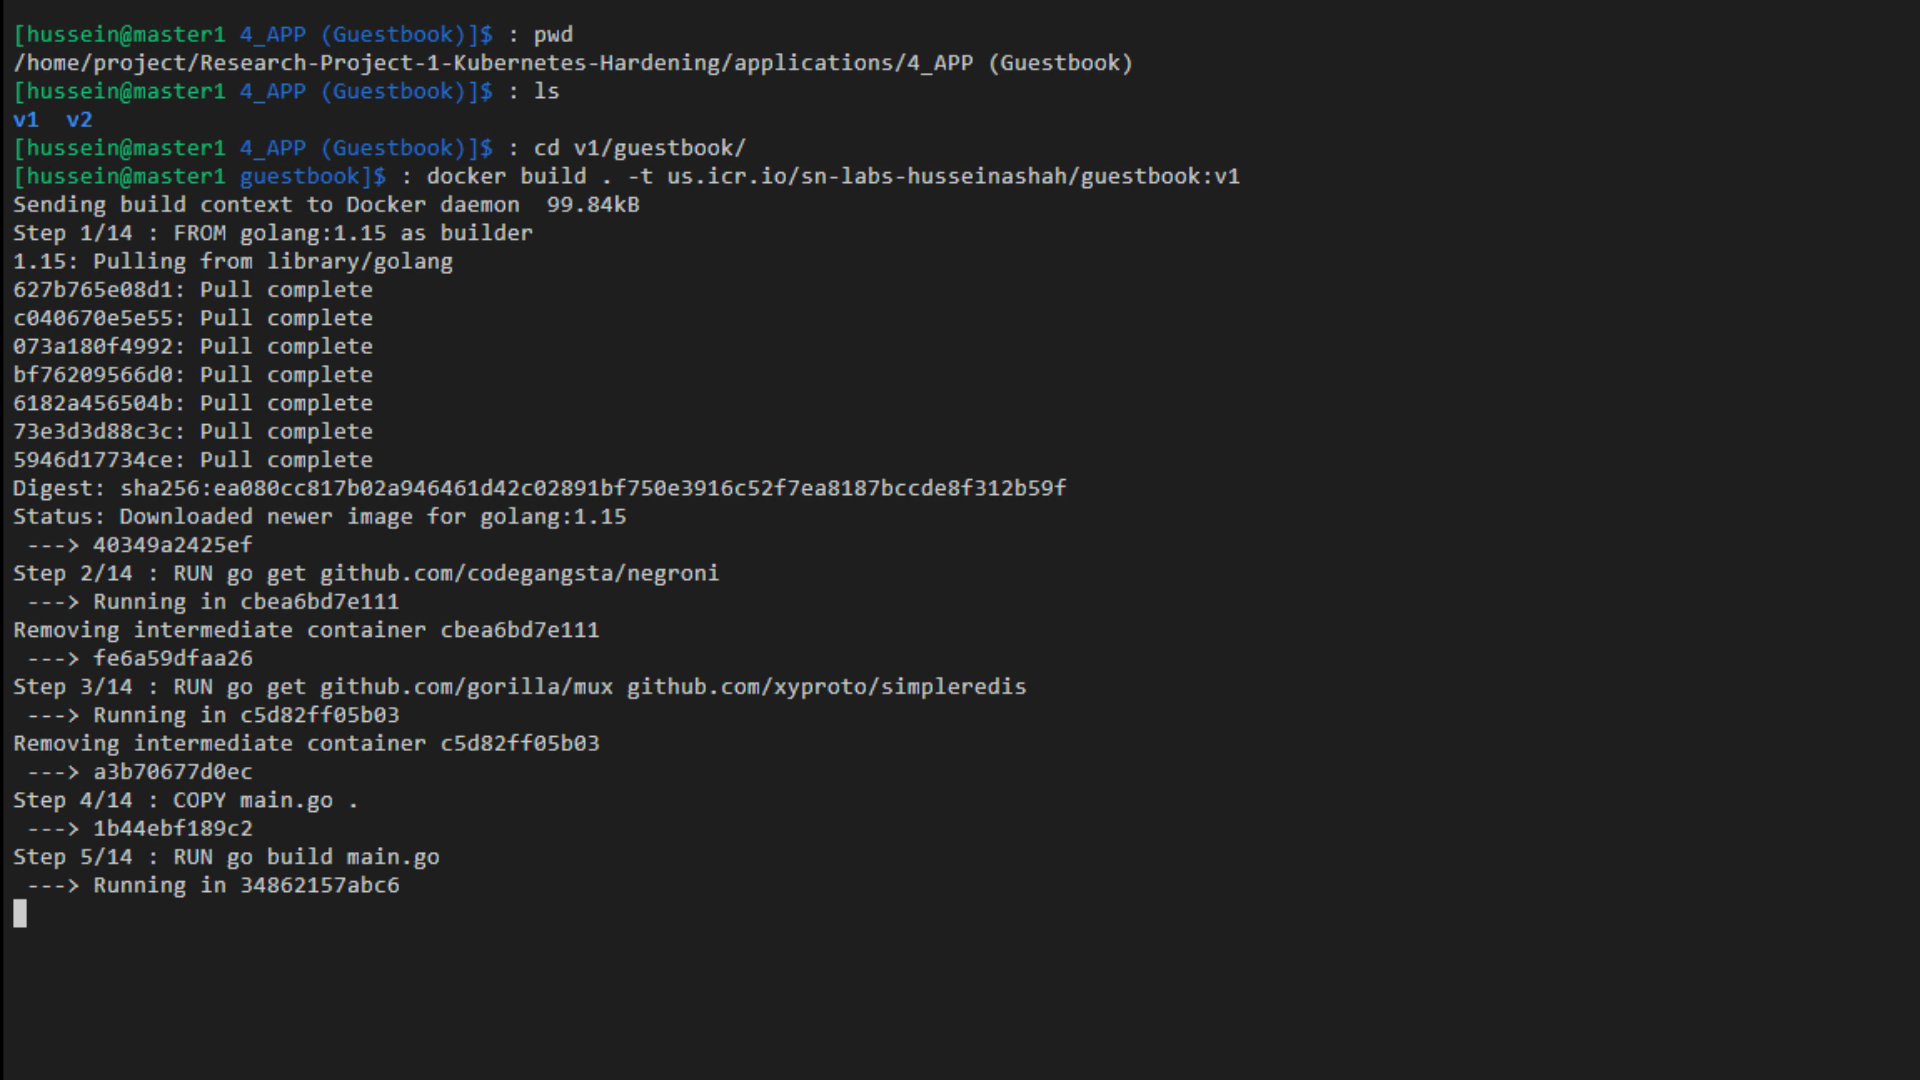 [hussein@master1 4_APP (Guestbook)]$ : pwd
/home/project/Research-Project-1-Kubernetes-Hardening/applications/4_APP (Guestbook)
[hussein@master1 4_APP (Guestbook)]$ : ls
v1  v2
[hussein@master1 4_APP (Guestbook)]$ : cd v1/guestbook/
[hussein@master1 guestbook]$ : docker build . -t us.icr.io/sn-labs-husseinashah/guestbook:v1
Sending build context to Docker daemon  99.84kB
Step 1/14 : FROM golang:1.15 as builder
1.15: Pulling from library/golang
627b765e08d1: Pull complete
c040670e5e55: Pull complete
073a180f4992: Pull complete
bf76209566d0: Pull complete
6182a456504b: Pull complete
73e3d3d88c3c: Pull complete
5946d17734ce: Pull complete
Digest: sha256:ea080cc817b02a946461d42c02891bf750e3916c52f7ea8187bccde8f312b59f
Status: Downloaded newer image for golang:1.15
 ---> 40349a2425ef
Step 2/14 : RUN go get github.com/codegangsta/negroni
 ---> Running in cbea6bd7e111
Removing intermediate container cbea6bd7e111
 ---> fe6a59dfaa26
Step 3/14 : RUN go get github.com/gorilla/mux github.com/xyproto/simpleredis
 ---> Running in c5d82ff05b03
Removing intermediate container c5d82ff05b03
 ---> a3b70677d0ec
Step 4/14 : COPY main.go .
 ---> 1b44ebf189c2
Step 5/14 : RUN go build main.go
 ---> Running in 34862157abc6